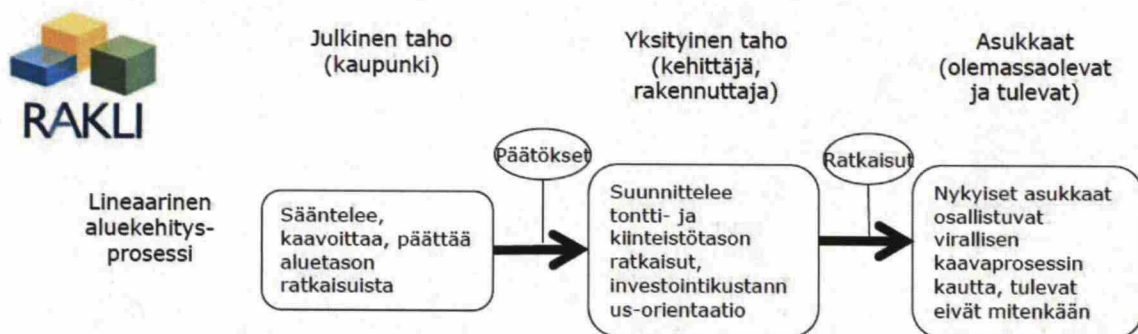 RAKLI
Julkinen taho
(kaupunki)
Yksityinen taho
(kehittäjä,
rakennuttaja)
Asukkaat
(olemassaolevat
ja tulevat)
Lineaarinen
aluekehitys-
prosessi
Sääntelee,
kaavoittaa, päättää
aluetason
ratkaisuista
Päätökset
Suunnittelee
tontti- ja
kiinteistötason
ratkaisut,
investointikustann
us-orientaatio
Ratkaisut
Nykyiset asukkaat
osallistuvat
virallisen
kaavaprosessin
kautta, tulevat
eivät mitenkään